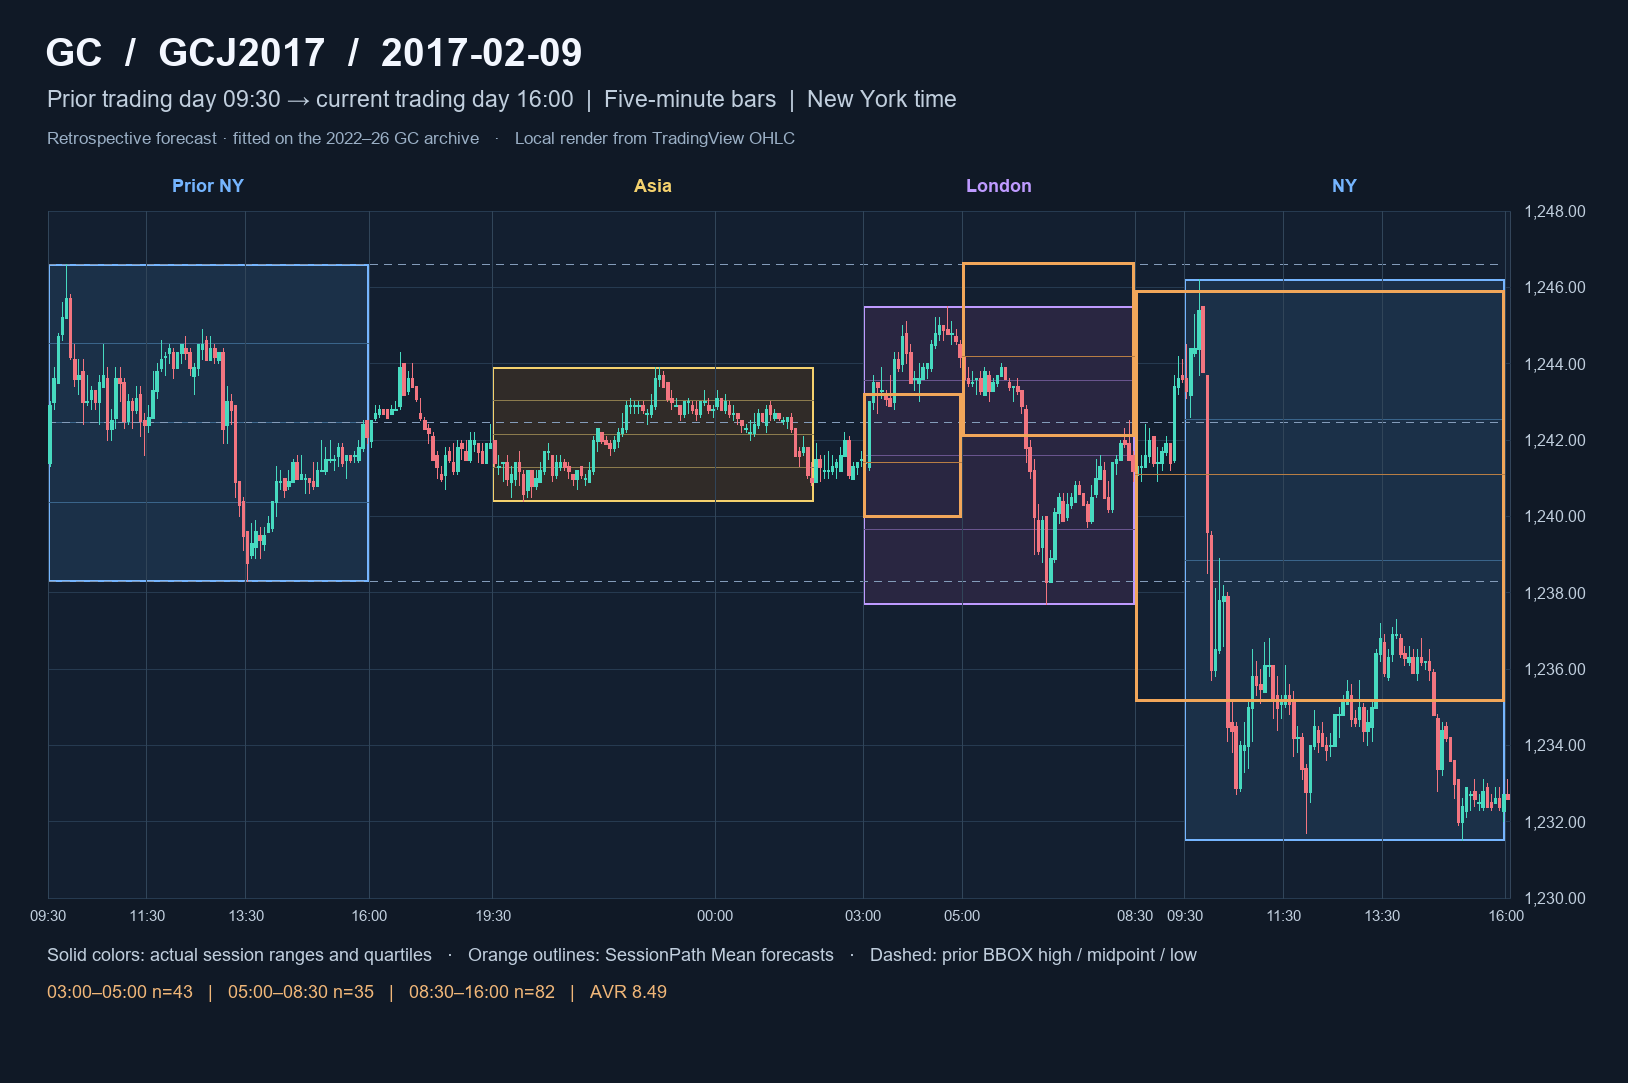 GC / GCJ2017 / 2017-02-09
Prior trading day 09:30 → current trading day 16:00 | Five-minute bars | New York time
Retrospective forecast · fitted on the 2022–26 GC archive · Local render from TradingView OHLC
Prior NY Asia London NY
1,248.00
1,246.00
1,244.00
1,242.00
1,240.00
1,238.00
1,236.00
1,234.00
1,232.00
1,230.00
09:30 11:30 13:30 16:00 19:30 00:00 03:00 05:00 08:30 09:30 11:30 13:30 16:00
Solid colors: actual session ranges and quartiles · Orange outlines: SessionPath Mean forecasts · Dashed: prior BBOX high / midpoint / low
03:00–05:00 n=43 | 05:00–08:30 n=35 | 08:30–16:00 n=82 | AVR 8.49